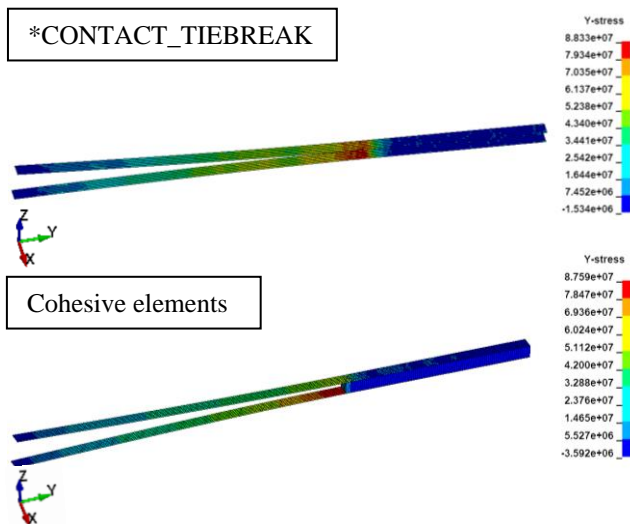 *CONTACT_TIEBREAK
Y-stress
8.833e+07
7.934e+07
7.035e+07
6.137e+07
5.238e+07
4.340e+07
3.441e+07
2.542e+07
1.644e+07
7.452e+06
-1.534e+06
Z
Y
X
Cohesive elements
Y-stress
8.759e+07
7.847e+07
6.936e+07
6.024e+07
5.112e+07
4.200e+07
3.288e+07
2.376e+07
1.465e+07
5.527e+06
-3.592e+06
Z
Y
X